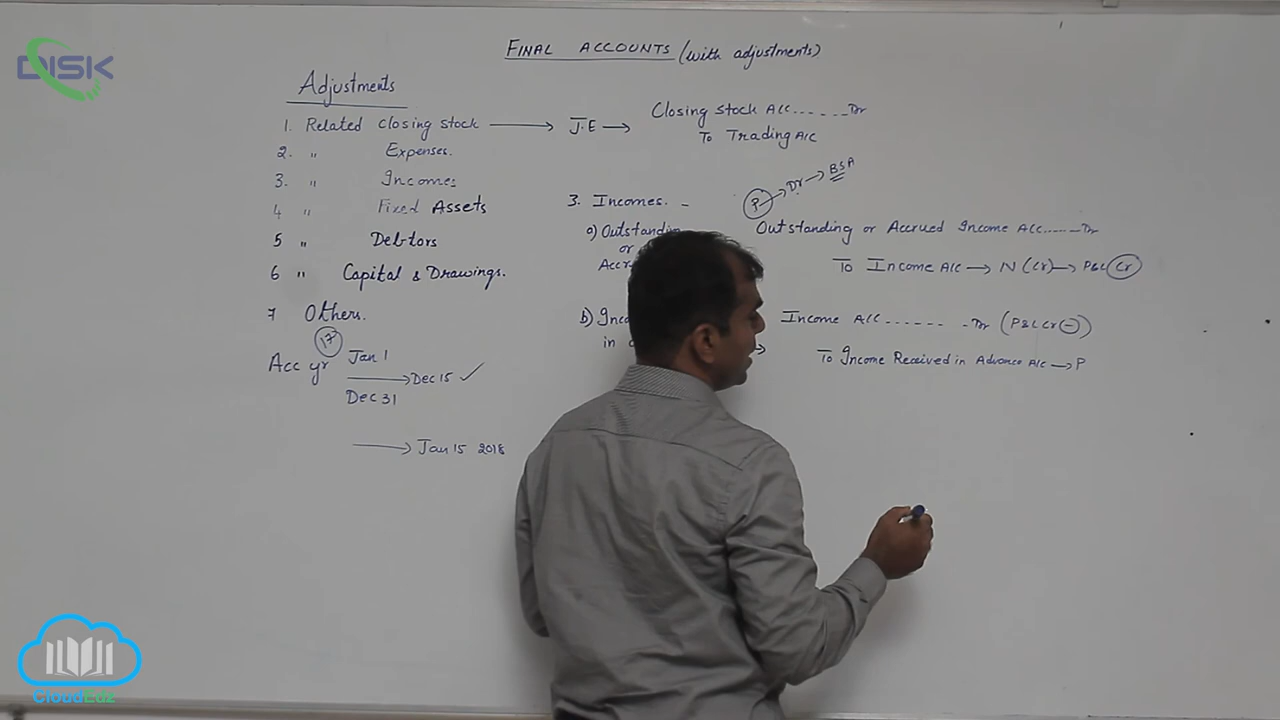 DISK
FINAL ACCOUNTS (with adjustments)
Adjustments
1. Related Closing stock → J.E → Closing stock A/c......Dr
To Trading A/c
2. " Expenses.
3. " Incomes
4 " Fixed Assets
5 " Debtors
6 " Capital & Drawings.
7 Others.
17
Acc yr Jan 1
→ Dec 15 ✓
Dec 31
→ Jan 15 2018
3. Incomes. -
P → Dr → BSA
a) Outstandin
or
Outstanding or Accrued Income A/c......Dr
To Income A/c → N (Cr) → P&L Cr
b)
in
Income A/c...... - Dr (P&L Cr -)
→ To Income Received in Advance A/c → P
CloudEdz